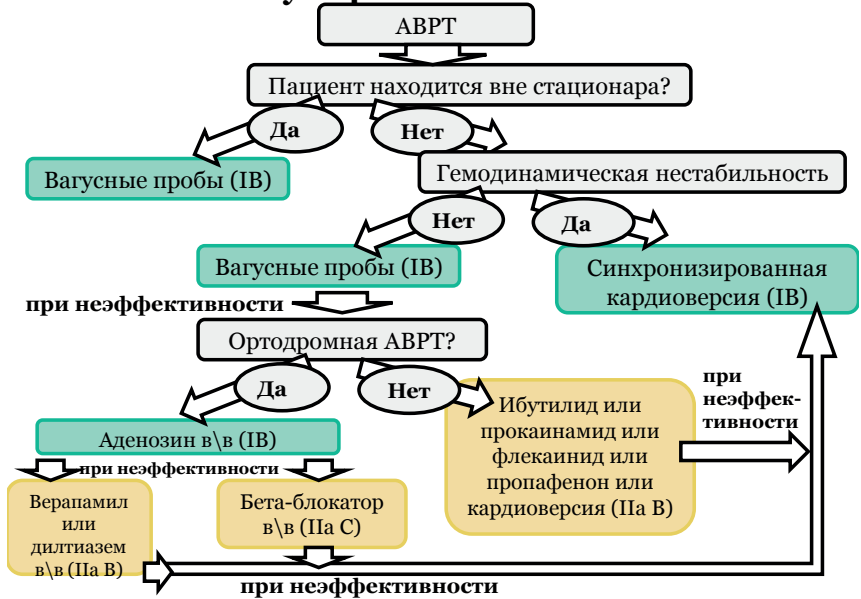 АВРТ
Пациент находится вне стационара?
Да
Нет
Вагусные пробы (IB)
Гемодинамическая нестабильность
Нет
Да
Вагусные пробы (IB)
Синхронизированная
кардиоверсия (IB)
при неэффективности
Ортодромная АВРТ?
Да
Нет
при
неэффек-
тивности
Ибутилид или
прокаинамид или
флекаинид или
пропафенон или
кардиоверсия (IIa B)
Аденозин в\в (IB)
при неэффективности
Верапамил
или
дилтиазем
в\в (IIa B)
Бета-блокатор
в\в (IIa C)
при неэффективности